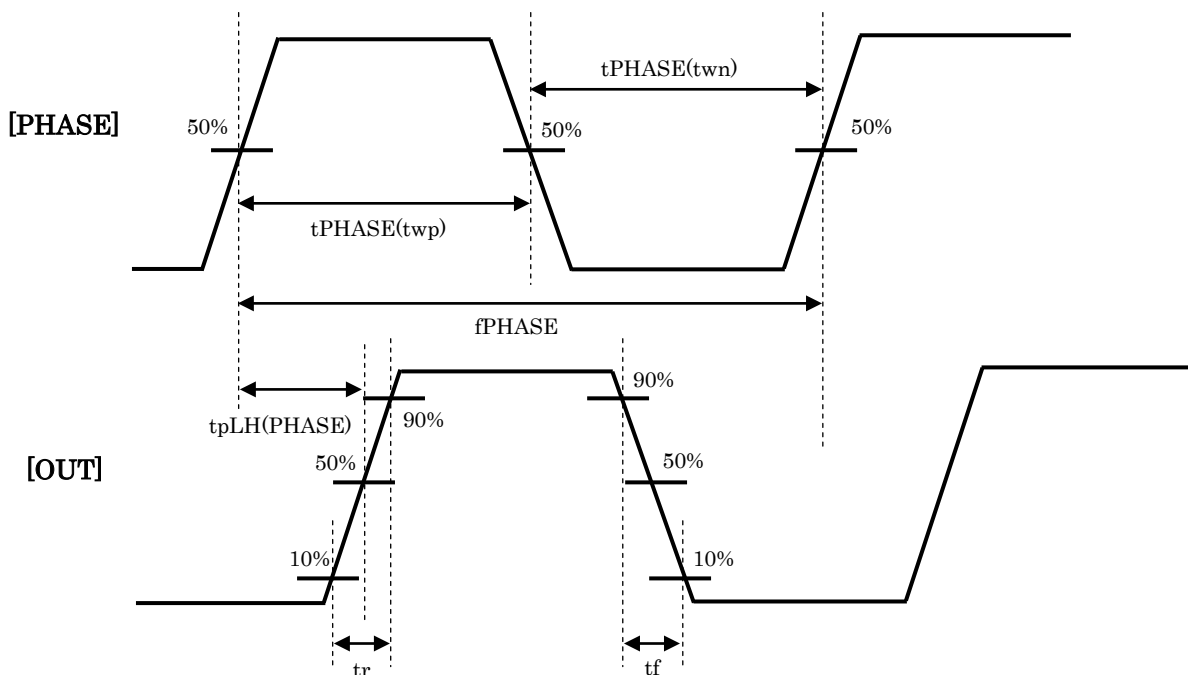 tPHASE(twn)
[PHASE]
50%
50%
50%
tPHASE(twp)
fPHASE
90%
tpLH(PHASE)
90%
[OUT]
50%
50%
10%
10%
tr
tf